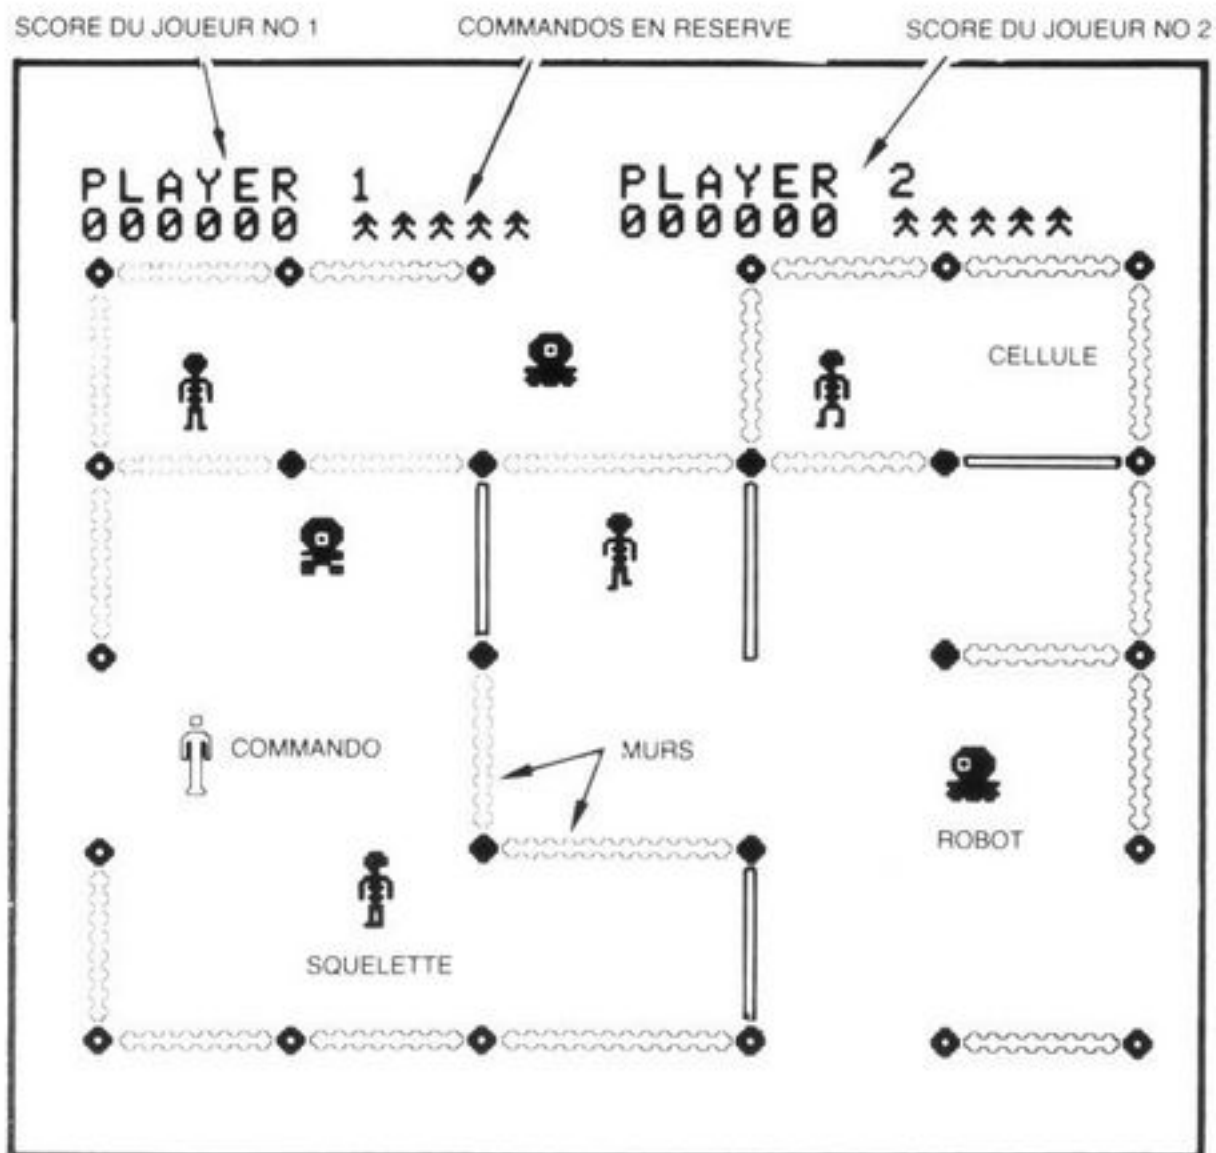 SCORE DU JOUEUR NO 1
COMMANDOS EN RESERVE
SCORE DU JOUEUR NO 2
PLAYER 1
000000
PLAYER 2
000000
CELLULE
COMMANDO
MURS
ROBOT
SQUELETTE